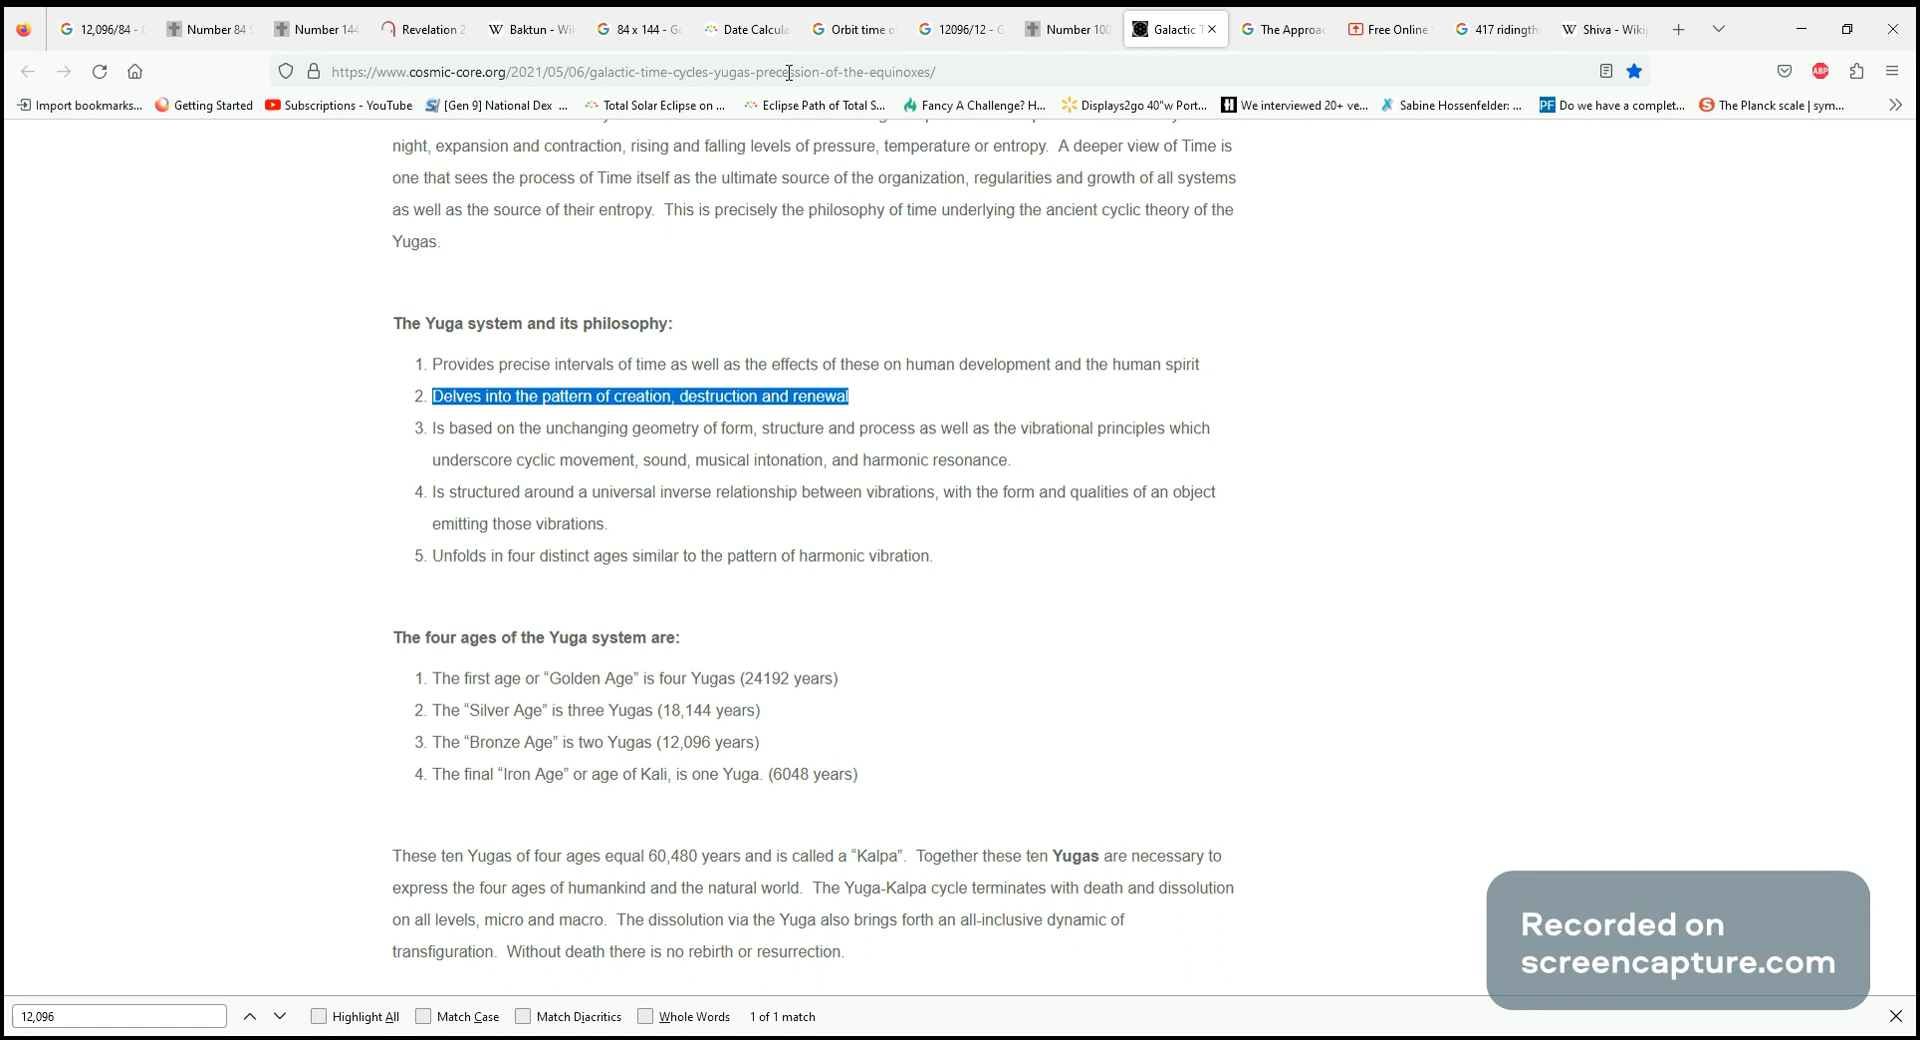 12,096/84 -
Number 84
Number 144
Revelation 2
Baktun - Wi
84 x 144 - G
Date Calcula
Orbit time o
12096/12 -
Number 100
Galactic
The Approa
Free Online
417 ridingth
Shiva - Wiki
https://www.cosmic-core.org/2021/05/06/galactic-time-cycles-yugas-precession-of-the-equinoxes/
ABP
Import bookmarks...
Getting Started
Subscriptions - YouTube
[Gen 9] National Dex ...
Total Solar Eclipse on ...
Eclipse Path of Total S...
Fancy A Challenge? H...
Displays2go 40"w Port...
We interviewed 20+ ve...
Sabine Hossenfelder: ...
Do we have a complet...
The Planck scale | sym...
night, expansion and contraction, rising and falling levels of pressure, temperature or entropy.  A deeper view of Time is
one that sees the process of Time itself as the ultimate source of the organization, regularities and growth of all systems
as well as the source of their entropy.  This is precisely the philosophy of time underlying the ancient cyclic theory of the
Yugas.
The Yuga system and its philosophy:
1. Provides precise intervals of time as well as the effects of these on human development and the human spirit
2. Delves into the pattern of creation, destruction and renewal
3. Is based on the unchanging geometry of form, structure and process as well as the vibrational principles which
underscore cyclic movement, sound, musical intonation, and harmonic resonance.
4. Is structured around a universal inverse relationship between vibrations, with the form and qualities of an object
emitting those vibrations.
5. Unfolds in four distinct ages similar to the pattern of harmonic vibration.
The four ages of the Yuga system are:
1. The first age or “Golden Age” is four Yugas (24192 years)
2. The “Silver Age” is three Yugas (18,144 years)
3. The “Bronze Age” is two Yugas (12,096 years)
4. The final “Iron Age” or age of Kali, is one Yuga. (6048 years)
These ten Yugas of four ages equal 60,480 years and is called a “Kalpa”.  Together these ten Yugas are necessary to
express the four ages of humankind and the natural world.  The Yuga-Kalpa cycle terminates with death and dissolution
on all levels, micro and macro.  The dissolution via the Yuga also brings forth an all-inclusive dynamic of
transfiguration.  Without death there is no rebirth or resurrection.
Recorded on
screencapture.com
12,096
Highlight All
Match Case
Match Diacritics
Whole Words
1 of 1 match